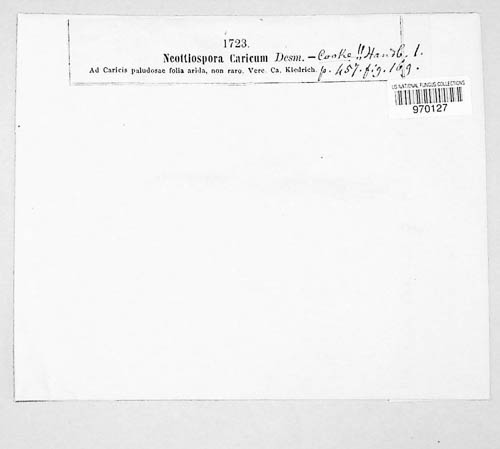 1723.
Neottiospora Caricum Desm. — Cooke!! Handb. 1.
Ad Caricis paludosae folia arida, non raro. Vere. Ca. Kiedrich. p. 457. fig. 169.
US NATIONAL FUNGUS COLLECTIONS
970127